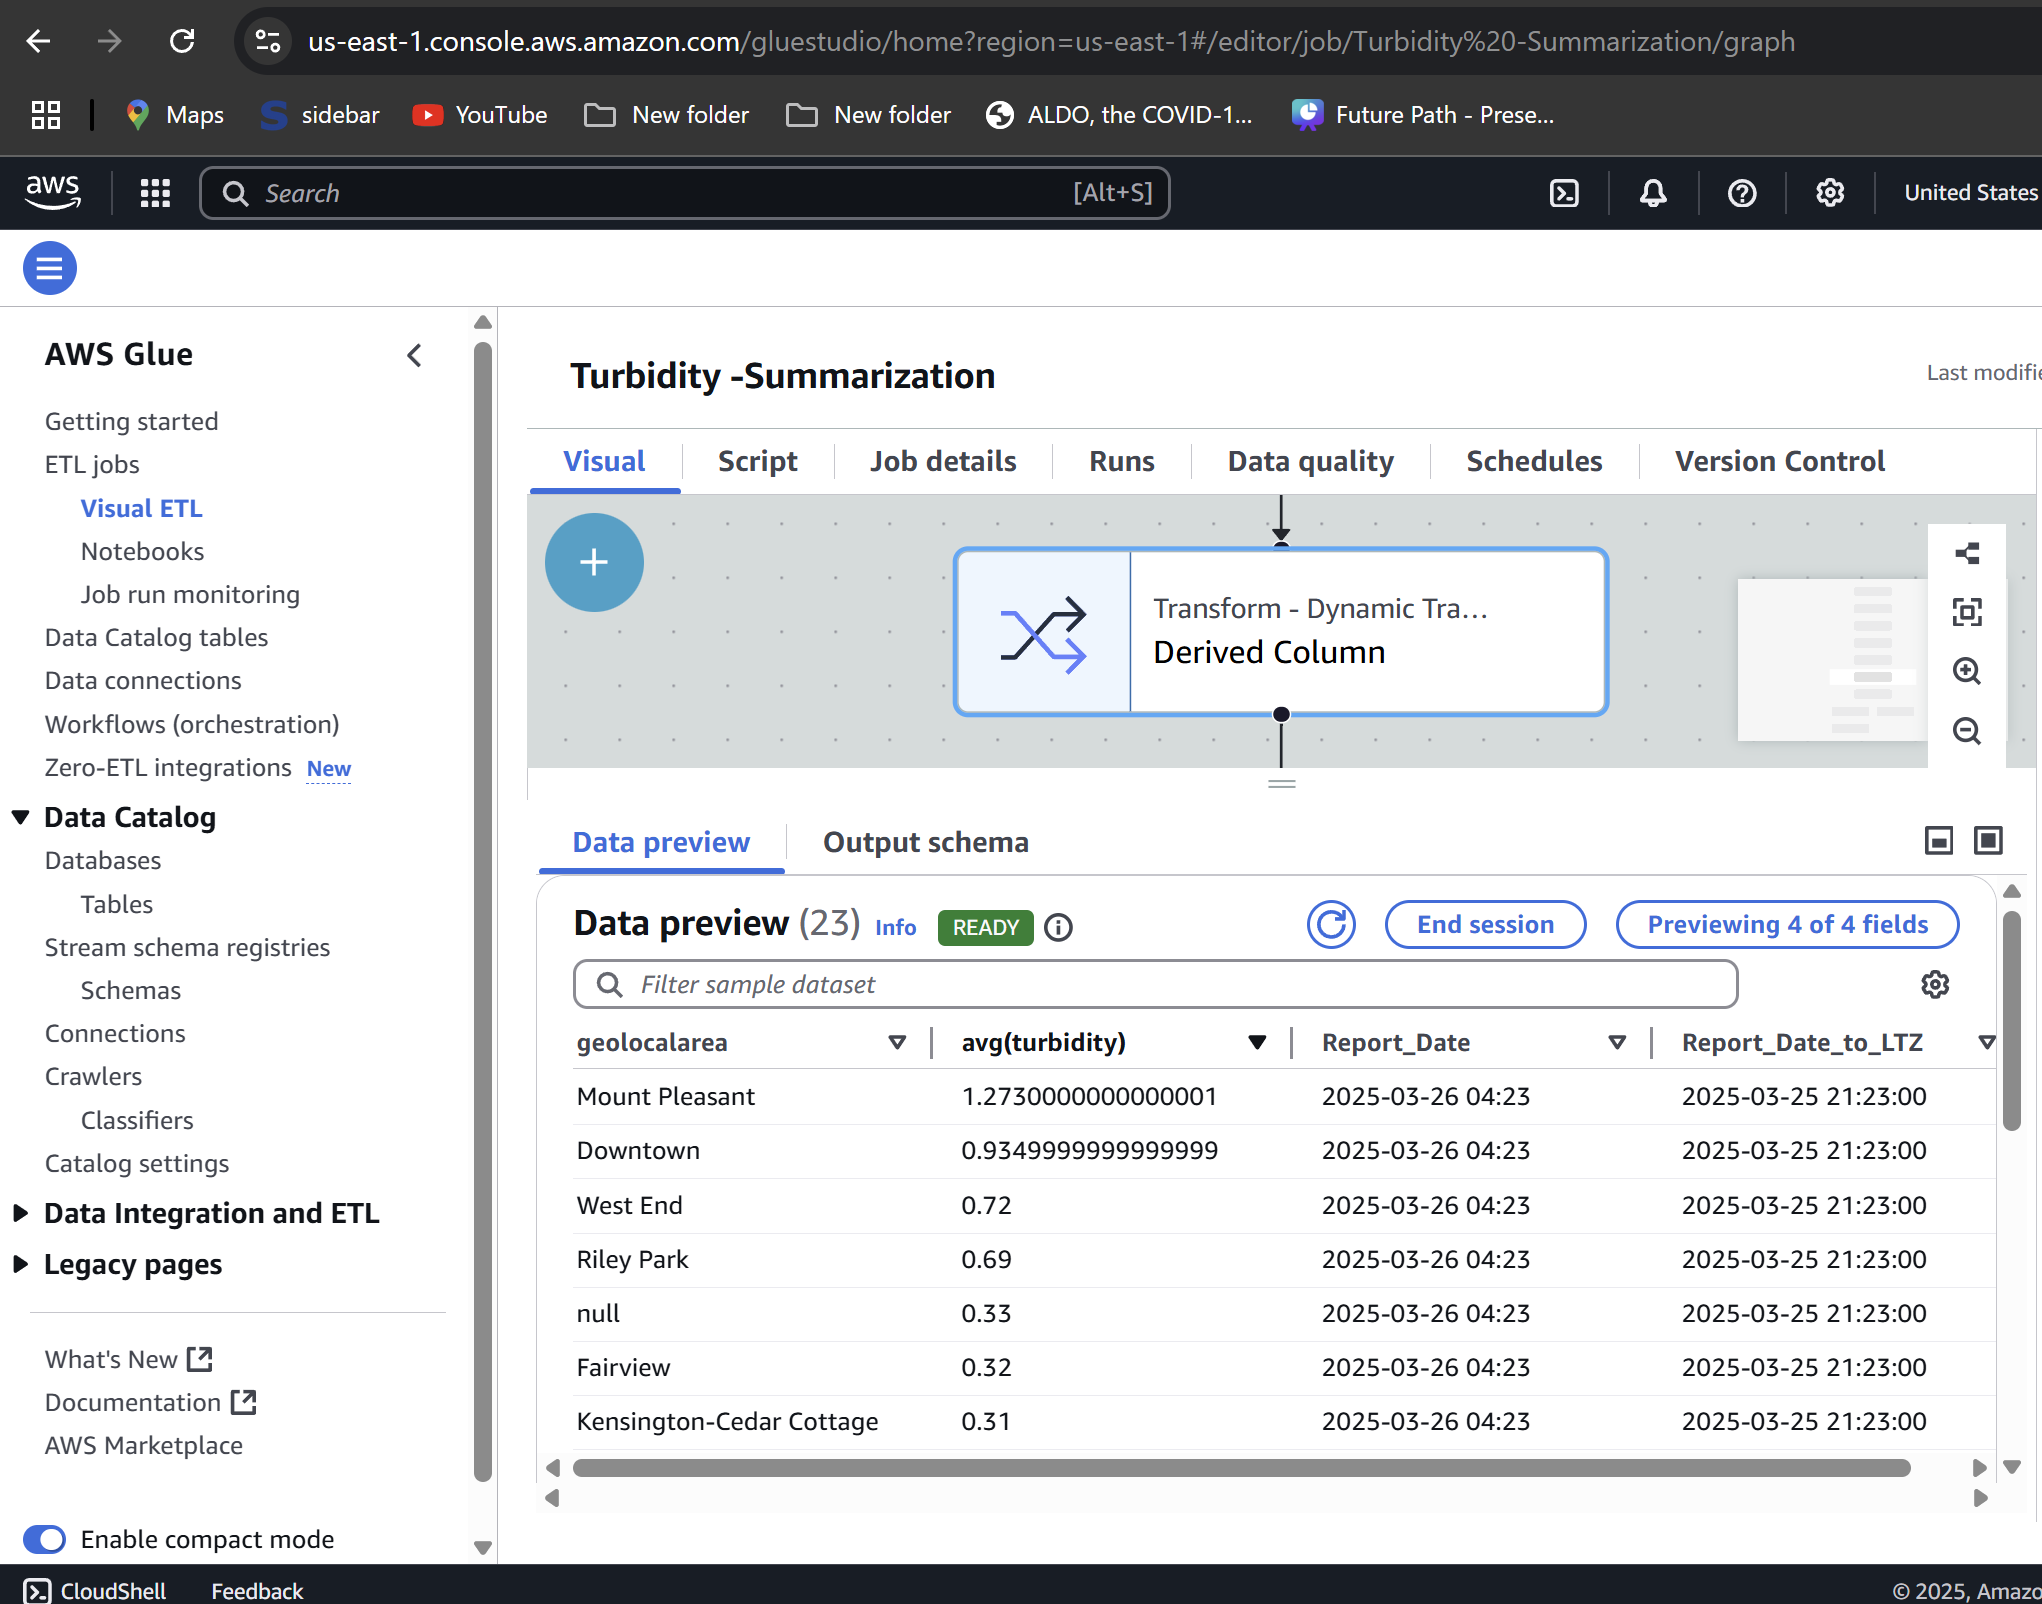 us-east-1.console.aws.amazon.com/gluestudio/home?region=us-east-1#/editor/job/Turbidity%20-Summarization/graph
Maps
sidebar
YouTube
New folder
New folder
ALDO, the COVID-1...
Future Path - Prese...
aws
Search
[Alt+S]
United States
AWS Glue
Getting started
ETL jobs
Visual ETL
Notebooks
Job run monitoring
Data Catalog tables
Data connections
Workflows (orchestration)
Zero-ETL integrations New
Data Catalog
Databases
Tables
Stream schema registries
Schemas
Connections
Crawlers
Classifiers
Catalog settings
Data Integration and ETL
Legacy pages
What's New
Documentation
AWS Marketplace
Enable compact mode
Turbidity -Summarization
Last modifie
Visual
Script
Job details
Runs
Data quality
Schedules
Version Control
Transform - Dynamic Tra...
Derived Column
Data preview
Output schema
Data preview (23) Info READY
End session
Previewing 4 of 4 fields
Filter sample dataset
geolocalarea avg(turbidity) Report_Date Report_Date_to_LTZ
Mount Pleasant 1.2730000000000001 2025-03-26 04:23 2025-03-25 21:23:00
Downtown 0.9349999999999999 2025-03-26 04:23 2025-03-25 21:23:00
West End 0.72 2025-03-26 04:23 2025-03-25 21:23:00
Riley Park 0.69 2025-03-26 04:23 2025-03-25 21:23:00
null 0.33 2025-03-26 04:23 2025-03-25 21:23:00
Fairview 0.32 2025-03-26 04:23 2025-03-25 21:23:00
Kensington-Cedar Cottage 0.31 2025-03-26 04:23 2025-03-25 21:23:00
CloudShell
Feedback
© 2025, Amazo